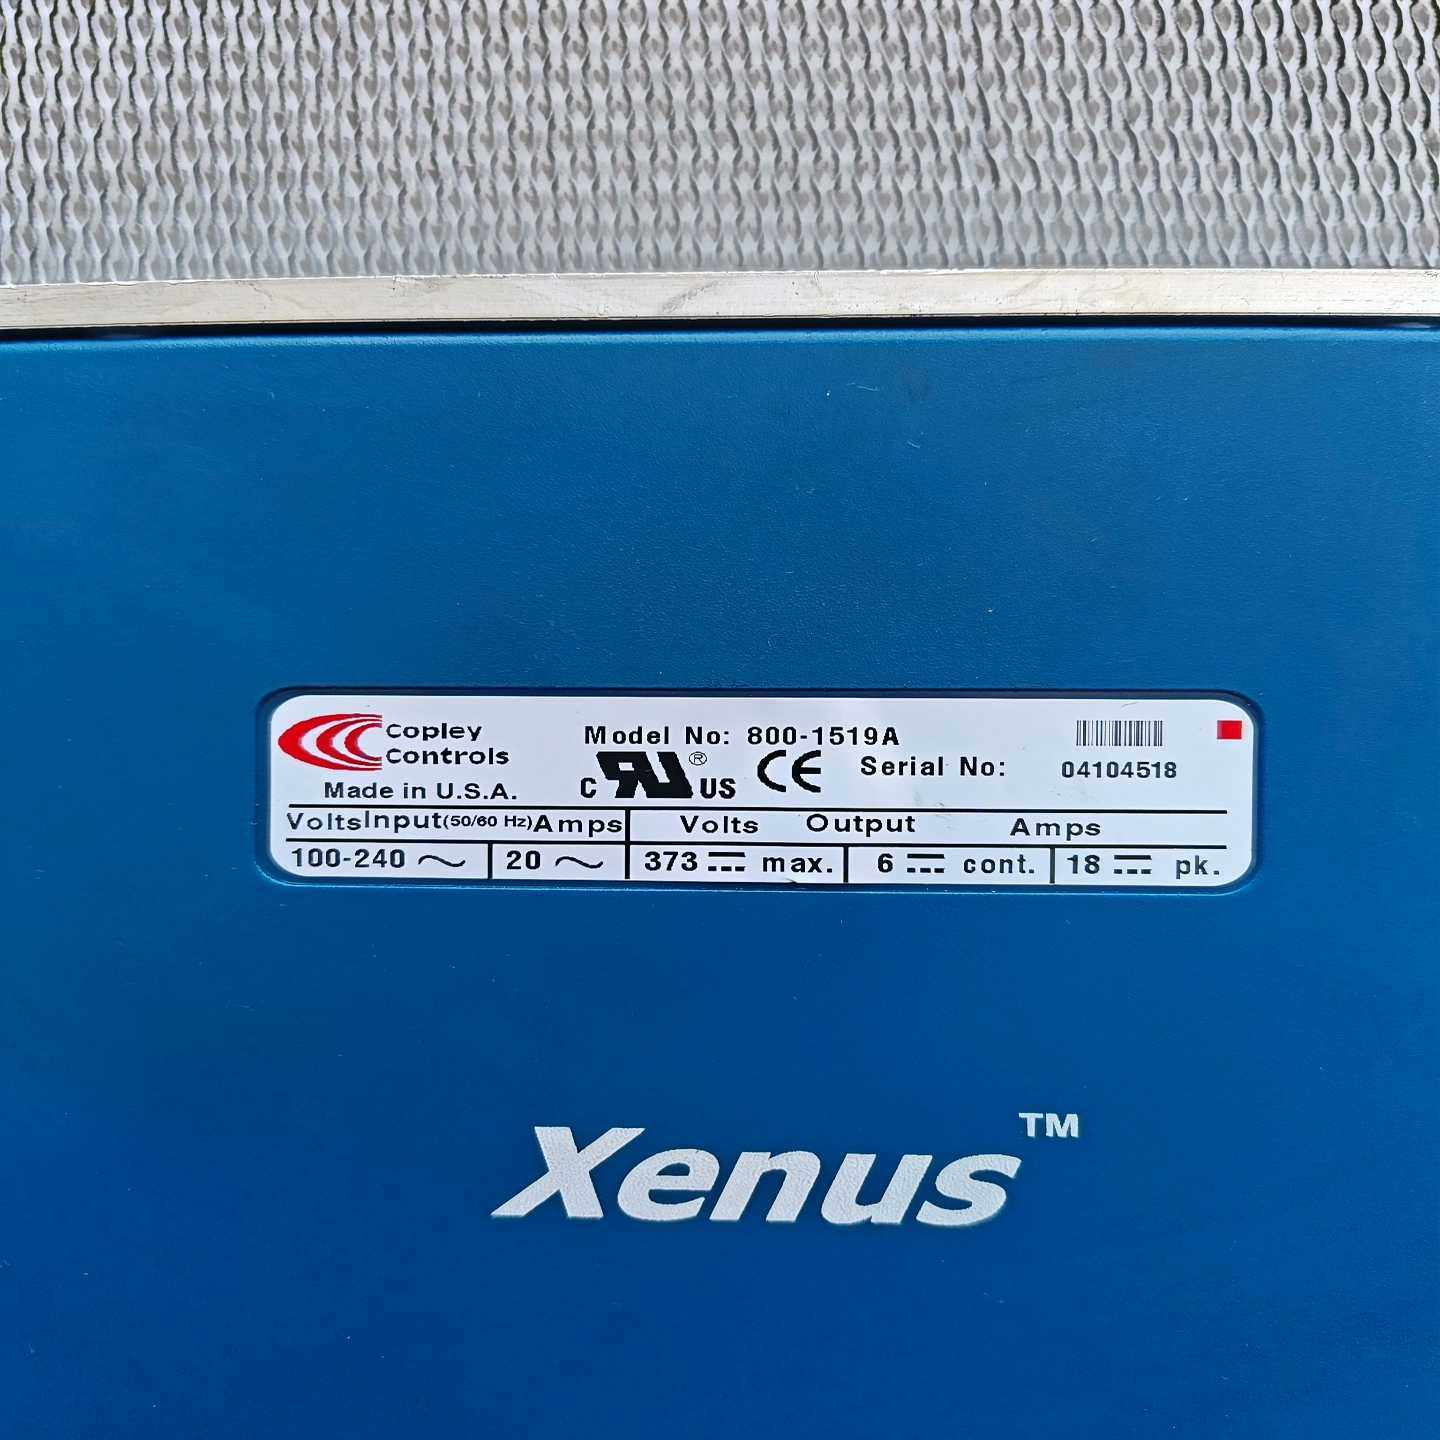 Copley
Controls
Made in U.S.A.
Model No: 800-1519A
C UR ® US CE
Serial No: 04104518
Volts Input (50/60 Hz) Amps
Volts Output Amps
100-240 ~ 20 ~ 373 ⎓ max. 6 ⎓ cont. 18 ⎓ pk.
Xenus™